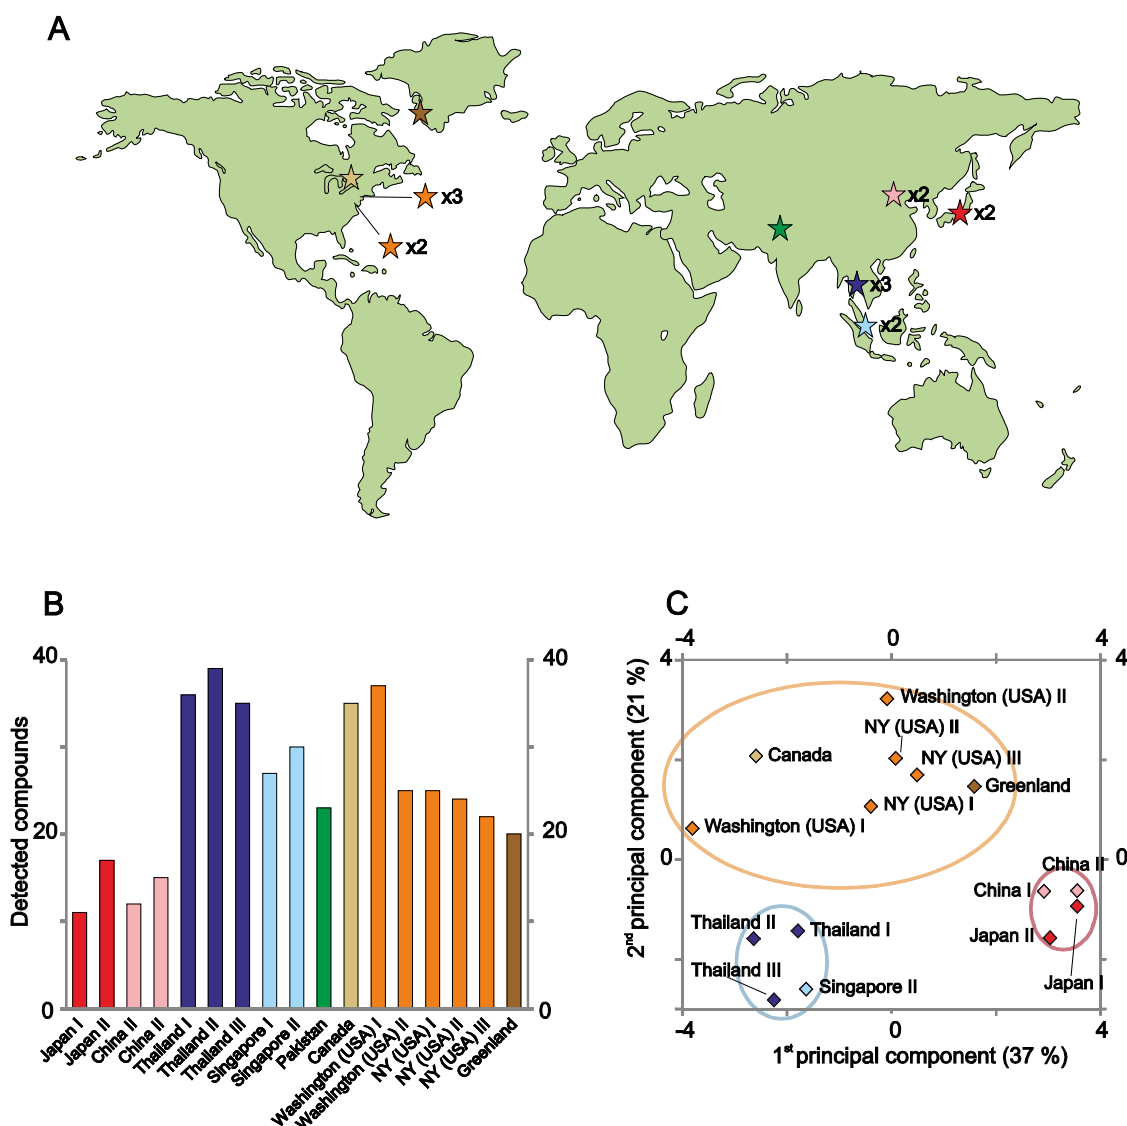 A
x3
x2
x2
x2
x3
x2
B
C
40
20
0
Detected compounds
40
20
0
Japan I
Japan II
China II
China II
Thailand I
Thailand II
Thailand III
Singapore I
Singapore II
Pakistan
Canada
Washington (USA) I
Washington (USA) II
NY (USA) I
NY (USA) II
NY (USA) III
Greenland
-4 0 4
4 4
0 0
2nd principal component (21 %)
Washington (USA) II
NY (USA) II
NY (USA) III
Canada
Greenland
NY (USA) I
Washington (USA) I
China II
China I
Japan II
Japan I
Thailand II
Thailand I
Thailand III
Singapore II
-4 0 4
1st principal component (37 %)